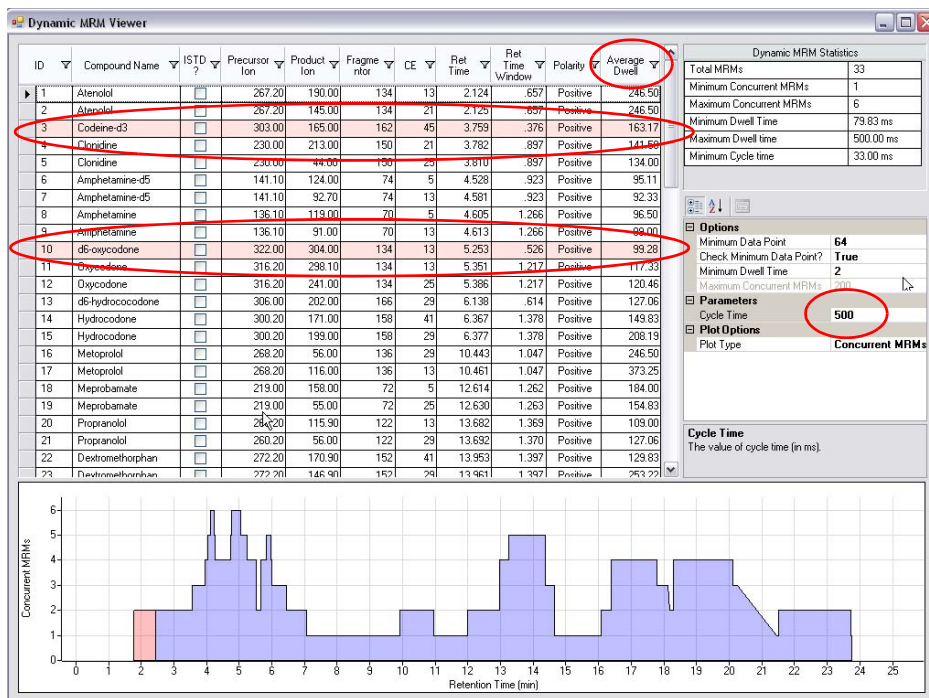 Dynamic MRM Viewer
ID Compound Name ISTD ? Precursor Ion Product Ion Fragme ntor CE Ret Time Ret Time Window Polarity Average Dwell
1 Atenolol 267.20 190.00 134 13 2.124 .657 Positive 246.50
2 Atenolol 267.20 145.00 134 21 2.125 .657 Positive 246.50
3 Codeine-d3 303.00 165.00 162 45 3.759 .376 Positive 163.17
4 Clonidine 230.00 213.00 150 21 3.782 .897 Positive 141.50
5 Clonidine 230.00 44.00 150 25 3.810 .897 Positive 134.00
6 Amphetamine-d5 141.10 124.00 74 5 4.528 .923 Positive 95.11
7 Amphetamine-d5 141.10 92.70 74 13 4.581 .923 Positive 92.33
8 Amphetamine 136.10 119.00 70 5 4.605 1.266 Positive 96.50
9 Amphetamine 136.10 91.00 70 13 4.613 1.266 Positive 99.00
10 d6-oxycodone 322.00 304.00 134 13 5.253 .526 Positive 99.28
11 Oxycodone 316.20 298.10 134 13 5.351 1.217 Positive 117.33
12 Oxycodone 316.20 241.00 134 25 5.386 1.217 Positive 120.46
13 d6-hydrococodone 306.00 202.00 166 29 6.138 .614 Positive 127.06
14 Hydrocodone 300.20 171.00 158 41 6.367 1.378 Positive 149.83
15 Hydrocodone 300.20 199.00 158 29 6.377 1.378 Positive 208.19
16 Metoprolol 268.20 56.00 136 29 10.443 1.047 Positive 246.50
17 Metoprolol 268.20 116.00 136 13 10.461 1.047 Positive 373.25
18 Meprobamate 219.00 158.00 72 5 12.614 1.262 Positive 184.00
19 Meprobamate 219.00 55.00 72 25 12.630 1.263 Positive 154.83
20 Propranolol 260.20 115.90 122 13 13.682 1.369 Positive 109.00
21 Propranolol 260.20 56.00 122 29 13.692 1.370 Positive 127.06
22 Dextromethorphan 272.20 170.90 152 41 13.953 1.397 Positive 129.83
23 Dextromethorphan 272.20 146.90 152 29 13.961 1.397 Positive 253.22
Dynamic MRM Statistics
Total MRMs 33
Minimum Concurrent MRMs 1
Maximum Concurrent MRMs 6
Minimum Dwell Time 79.83 ms
Maximum Dwell time 500.00 ms
Minimum Cycle time 33.00 ms
Options
Minimum Data Point 64
Check Minimum Data Point? True
Minimum Dwell Time 2
Maximum Concurrent MRMs 200
Parameters
Cycle Time 500
Plot Options
Plot Type Concurrent MRMs
Cycle Time
The value of cycle time (in ms).
Concurrent MRMs
6
5
4
3
2
1
0
0 1 2 3 4 5 6 7 8 9 10 11 12 13 14 15 16 17 18 19 20 21 22 23 24 25
Retention Time (min)